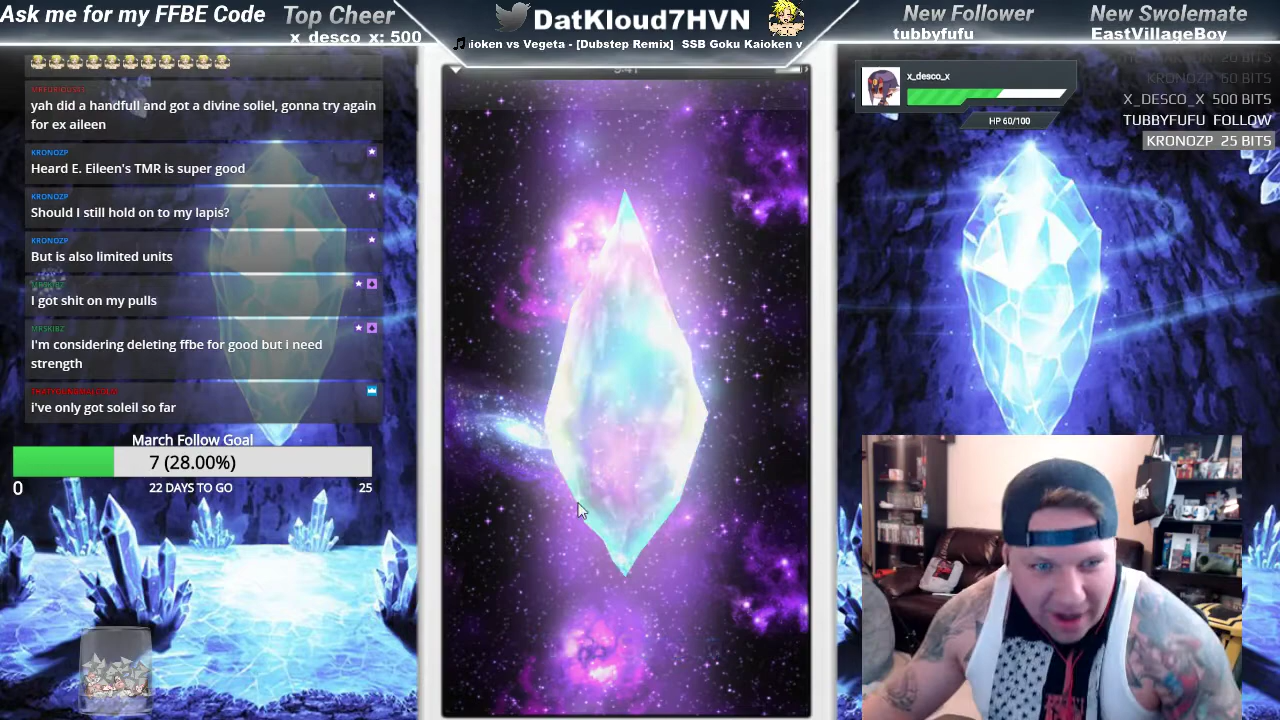 Ask me for my FFBE Code
Top Cheer
x_desco_x: 500
DatKloud7HVN
ioken vs Vegeta - [Dubstep Remix]   SSB Goku Kaioken v
New Follower
tubbyfufu
New Swolemate
EastVillageBoy
yah did a handfull and got a divine soliel, gonna try again
for ex aileen
KRONOZP
Heard E. Eileen's TMR is super good
KRONOZP
Should I still hold on to my lapis?
KRONOZP
But is also limited units
I got shit on my pulls
MRSKIBZ
I'm considering deleting ffbe for good but i need
strength
i've only got soleil so far
March Follow Goal
7 (28.00%)
0
22 DAYS TO GO
25
x_desco_x
HP 60/100
20 BITS
KRONOZP 60 BITS
X_DESCO_X 500 BITS
TUBBYFUFU FOLLOW
KRONOZP 25 BITS